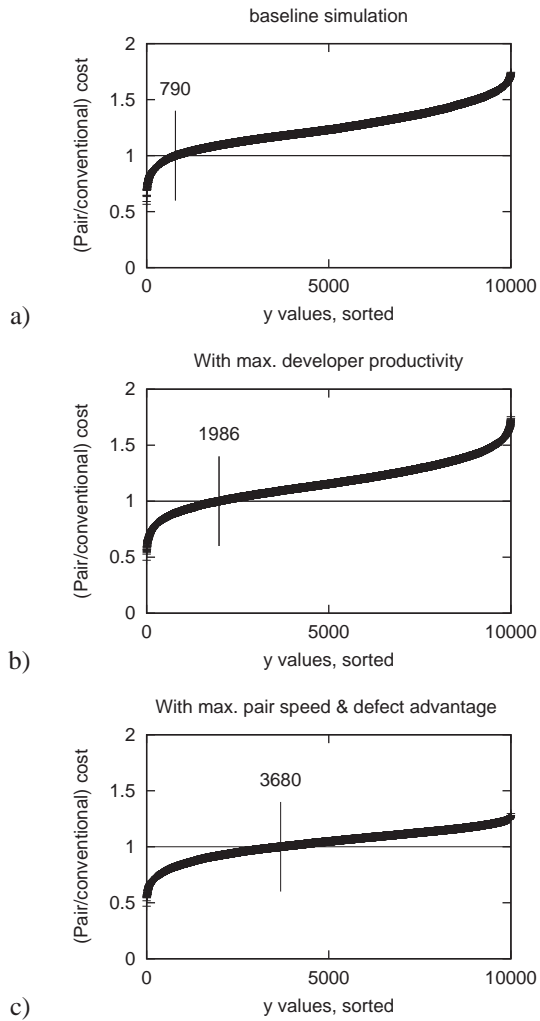 baseline simulation
2
1.5
1
0.5
0
(Pair/conventional) cost
790
0
5000
10000
y values, sorted
a)
With max. developer productivity
2
1.5
1
0.5
0
(Pair/conventional) cost
1986
0
5000
10000
y values, sorted
b)
With max. pair speed & defect advantage
2
1.5
1
0.5
0
(Pair/conventional) cost
3680
0
5000
10000
y values, sorted
c)